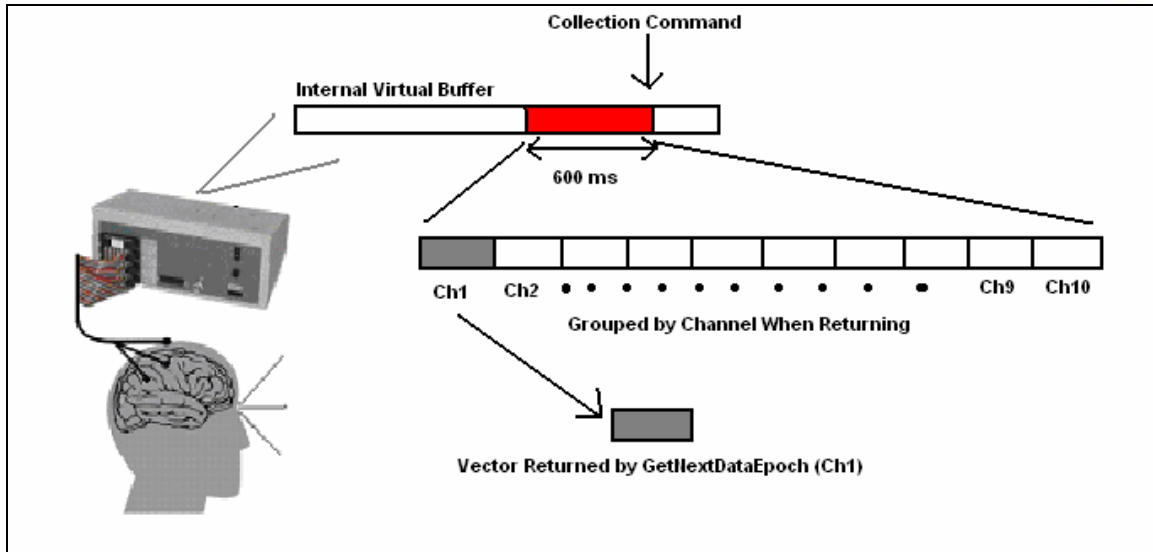 Collection Command
Internal Virtual Buffer
600 ms
Ch1 Ch2 Ch9 Ch10
Grouped by Channel When Returning
Vector Returned by GetNextDataEpoch (Ch1)